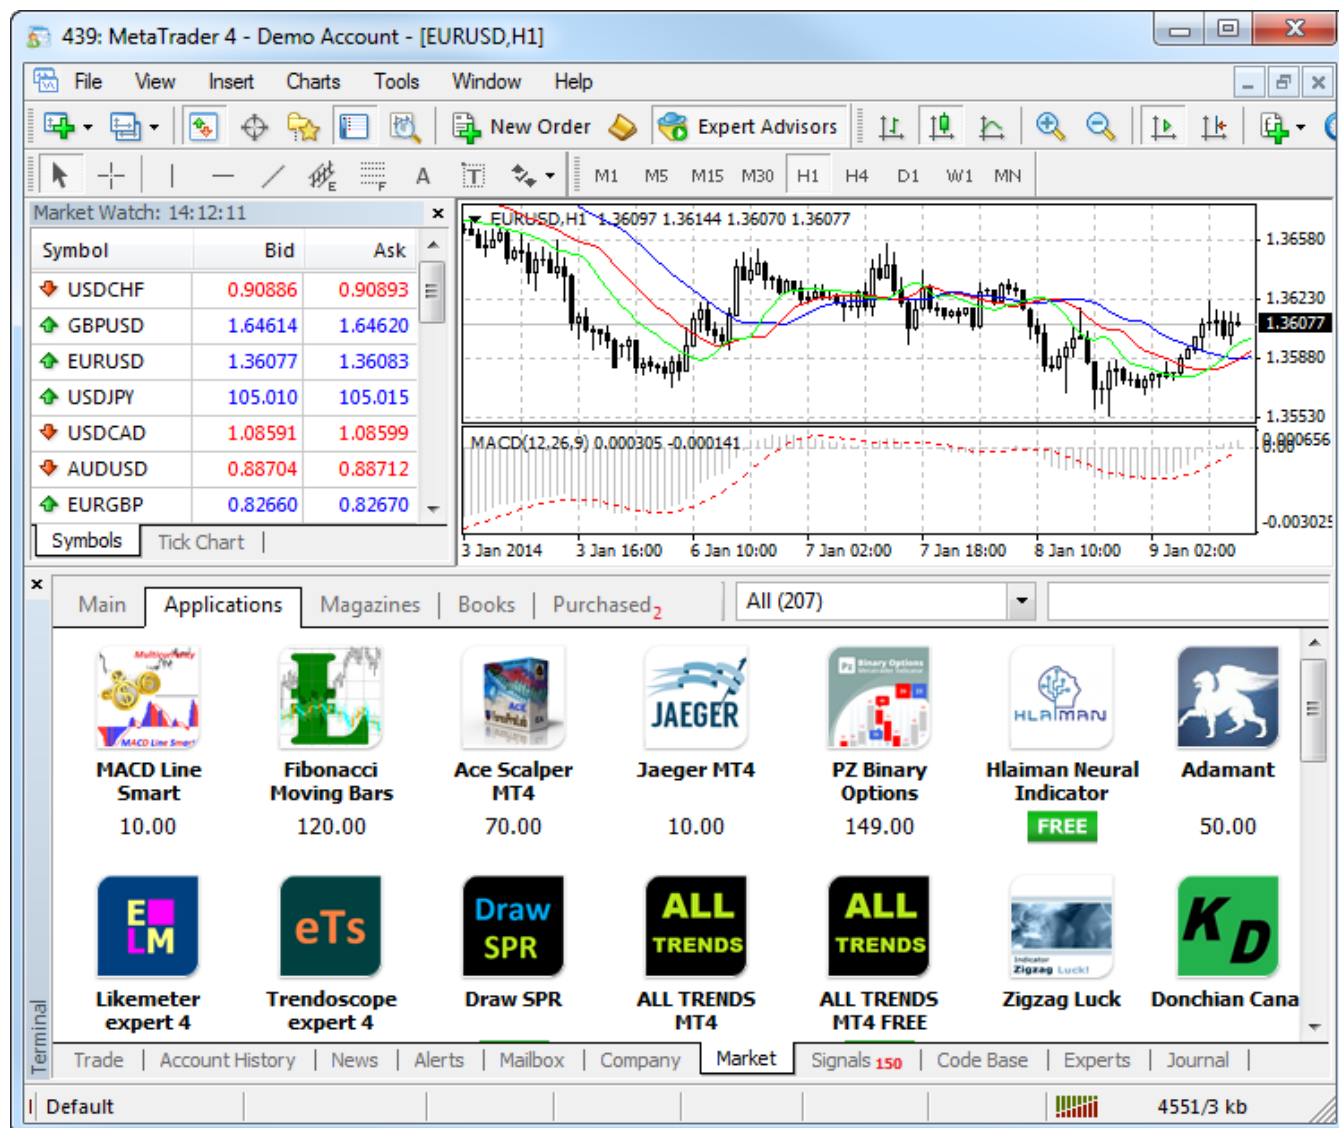 439: MetaTrader 4 - Demo Account - [EURUSD,H1]
File View Insert Charts Tools Window Help
New Order Expert Advisors
E F A T M1 M5 M15 M30 H1 H4 D1 W1 MN
Market Watch: 14:12:11
Symbol Bid Ask
USDCHF 0.90886 0.90893
GBPUSD 1.64614 1.64620
EURUSD 1.36077 1.36083
USDJPY 105.010 105.015
USDCAD 1.08591 1.08599
AUDUSD 0.88704 0.88712
EURGBP 0.82660 0.82670
Symbols Tick Chart
EURUSD,H1 1.36097 1.36144 1.36070 1.36077
1.36580
1.36230
1.36077
1.35880
1.35530
MACD(12,26,9) 0.000305 -0.000141
-0.003025
3 Jan 2014 3 Jan 16:00 6 Jan 10:00 7 Jan 02:00 7 Jan 18:00 8 Jan 10:00 9 Jan 02:00
Main Applications Magazines Books Purchased 2 All (207)
Multicurrency
MACD Line Smart
JAEGER
PZ Binary Options
HLAIMAN
MACD Line Smart
Fibonacci Moving Bars
Ace Scalper MT4
Jaeger MT4
PZ Binary Options
Hlaiman Neural Indicator
Adamant
10.00 120.00 70.00 10.00 149.00 FREE 50.00
ELM
eTs
Draw SPR
ALL TRENDS
ALL TRENDS
Indicator Zigzag Luck!
KD
Likemeter expert 4
Trendoscope expert 4
Draw SPR
ALL TRENDS MT4
ALL TRENDS MT4 FREE
Zigzag Luck
Donchian Cana
Terminal
Trade Account History News Alerts Mailbox Company Market Signals 150 Code Base Experts Journal
Default 4551/3 kb